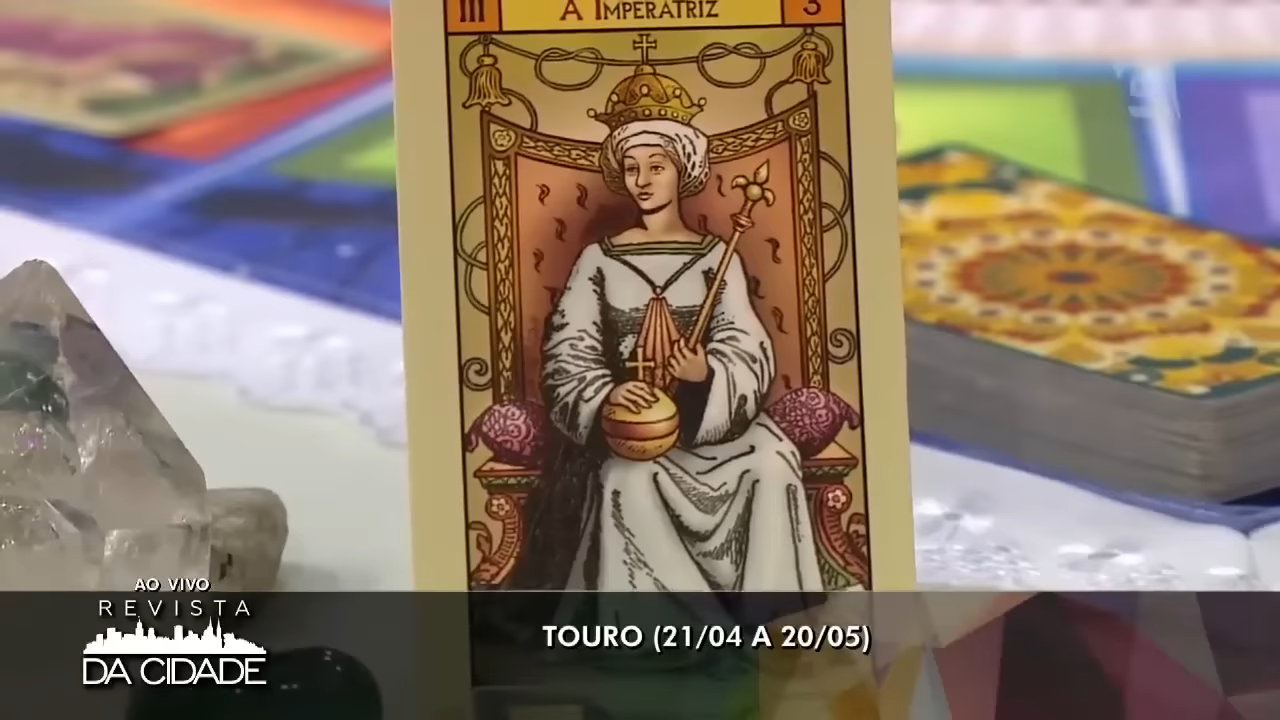 III A IMPERATRIZ 3
AO VIVO
REVISTA
DA CIDADE
TOURO (21/04 A 20/05)